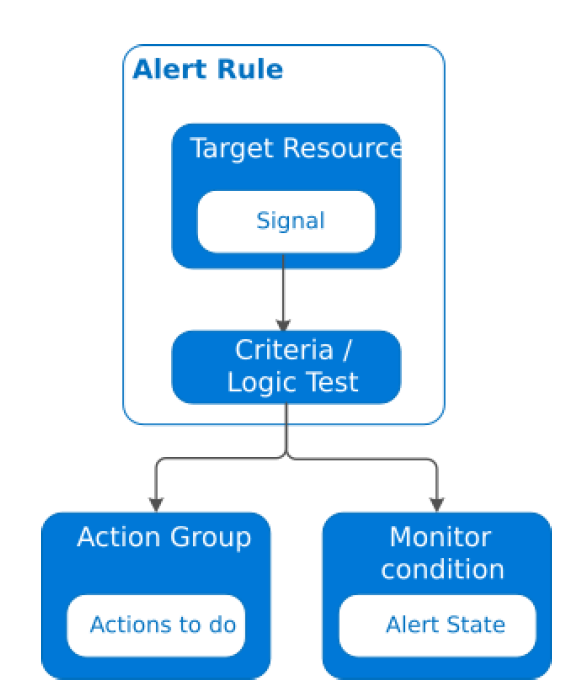 Alert Rule
Target Resource
Signal
Criteria /
Logic Test
Action Group
Actions to do
Monitor
condition
Alert State